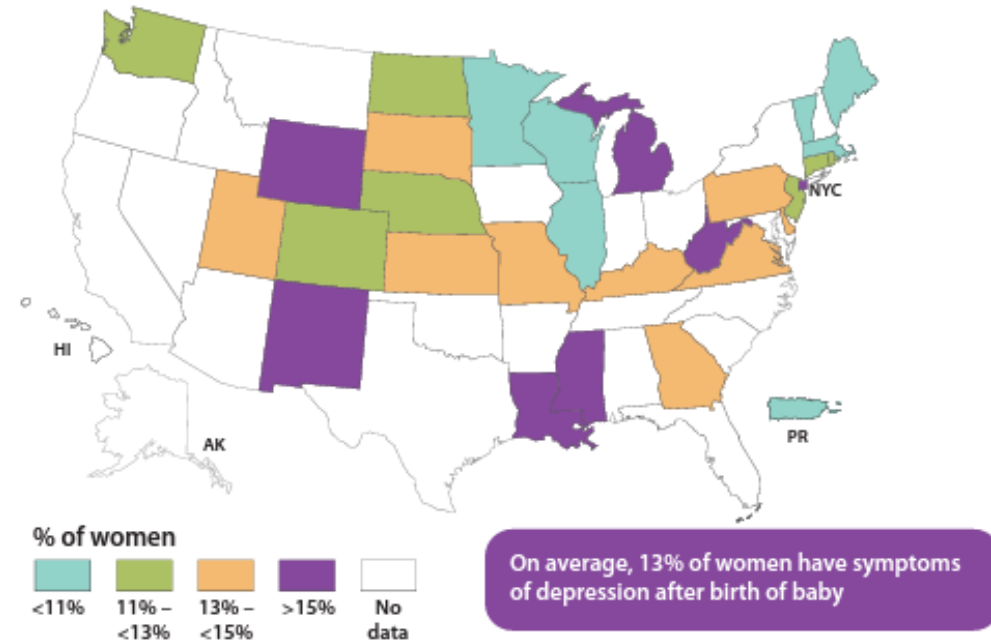 NYC
HI
AK
PR
% of women
<11%
11% –
<13%
13% –
<15%
>15%
No
data
On average, 13% of women have symptoms
of depression after birth of baby